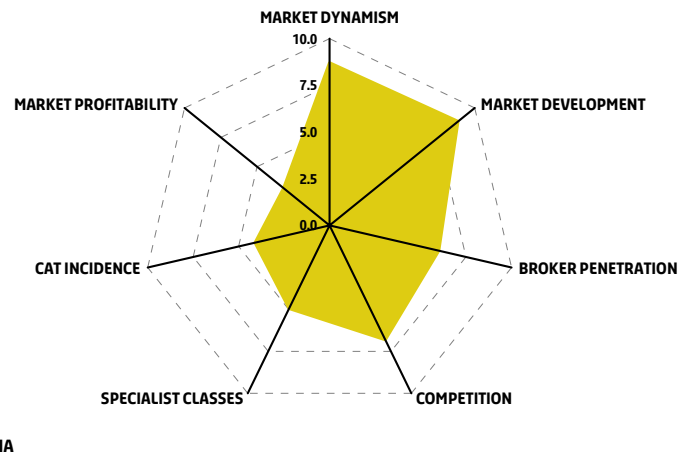 MARKET DYNAMISM
10.0
MARKET PROFITABILITY
MARKET DEVELOPMENT
7.5
5.0
2.5
0.0
CAT INCIDENCE
BROKER PENETRATION
SPECIALIST CLASSES
COMPETITION